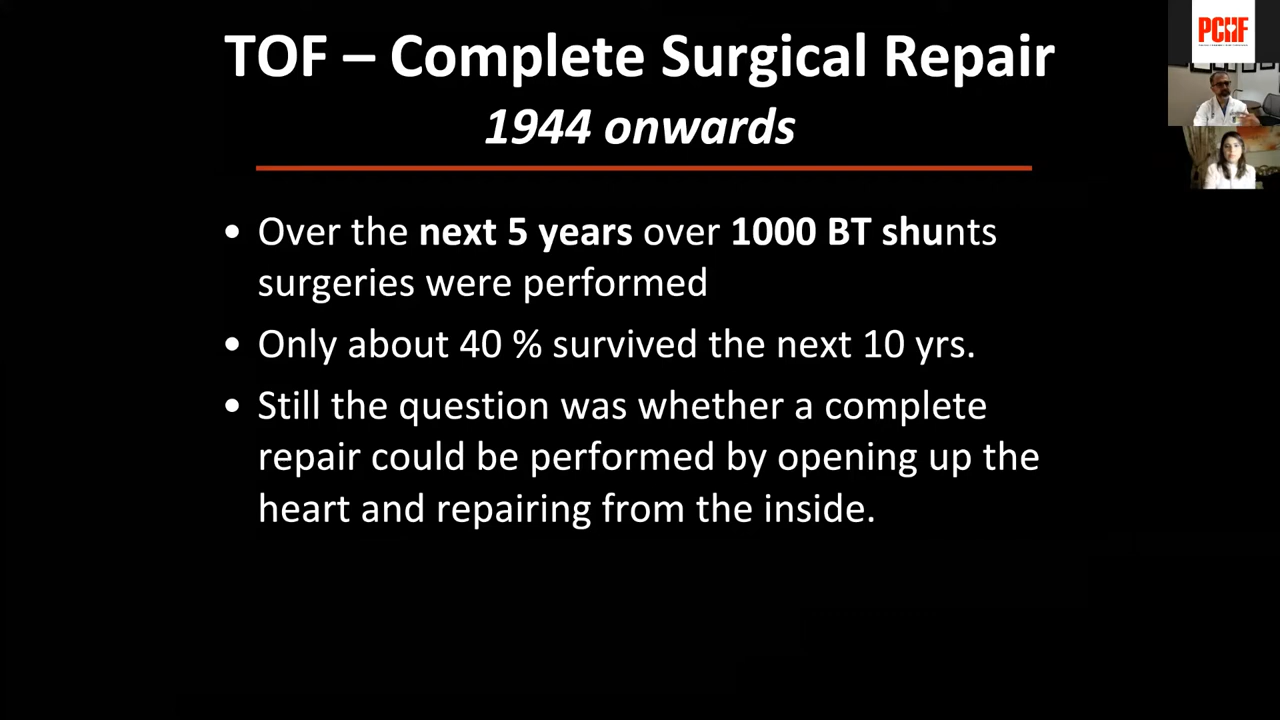 TOF – Complete Surgical Repair
1944 onwards
PCHF
• Over the next 5 years over 1000 BT shunts
surgeries were performed
• Only about 40 % survived the next 10 yrs.
• Still the question was whether a complete
repair could be performed by opening up the
heart and repairing from the inside.